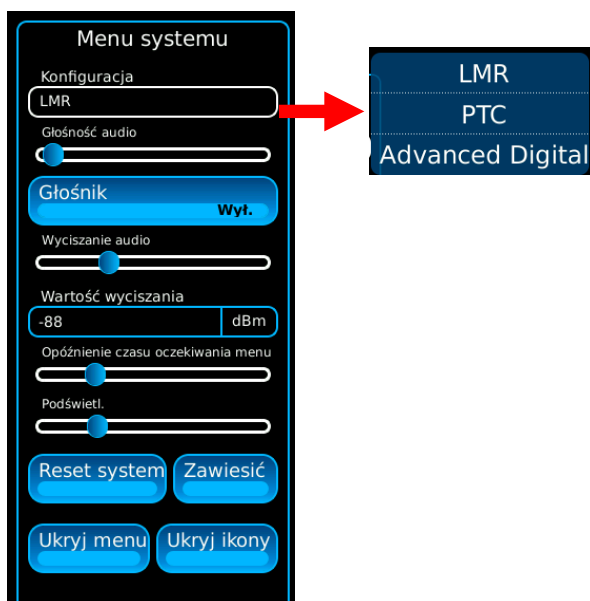 Menu systemu
Konfiguracja
LMR
Głośność audio
Głośnik
Wył.
Wyciszanie audio
Wartość wyciszania
-88 dBm
Opóźnienie czasu oczekiwania menu
Podświetl.
Reset system Zawiesić
Ukryj menu Ukryj ikony
LMR
PTC
Advanced Digital